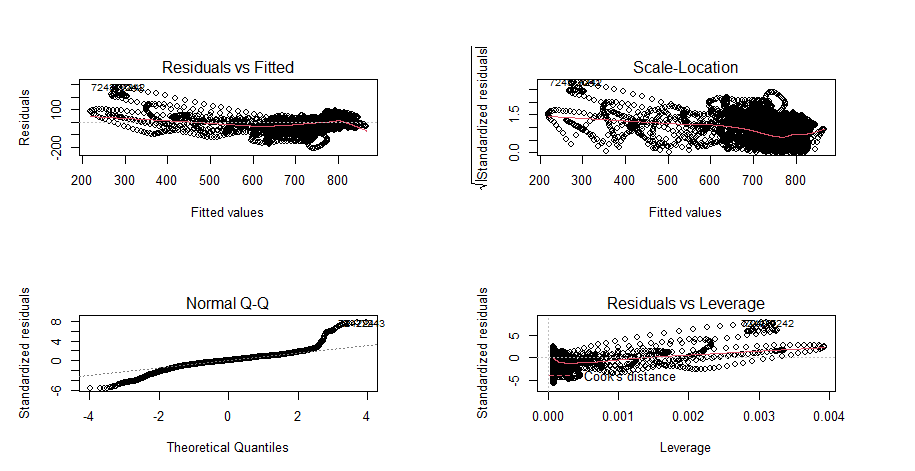 Residuals vs Fitted
Residuals
100
-200
200 300 400 500 600 700 800
Fitted values
Scale-Location
√|Standardized residuals|
1.5
0.0
200 300 400 500 600 700 800
Fitted values
Normal Q-Q
Standardized residuals
8
4
0
-6
-4 -2 0 2 4
Theoretical Quantiles
Residuals vs Leverage
Standardized residuals
5
0
-5
Cook's distance
0.000 0.001 0.002 0.003 0.004
Leverage